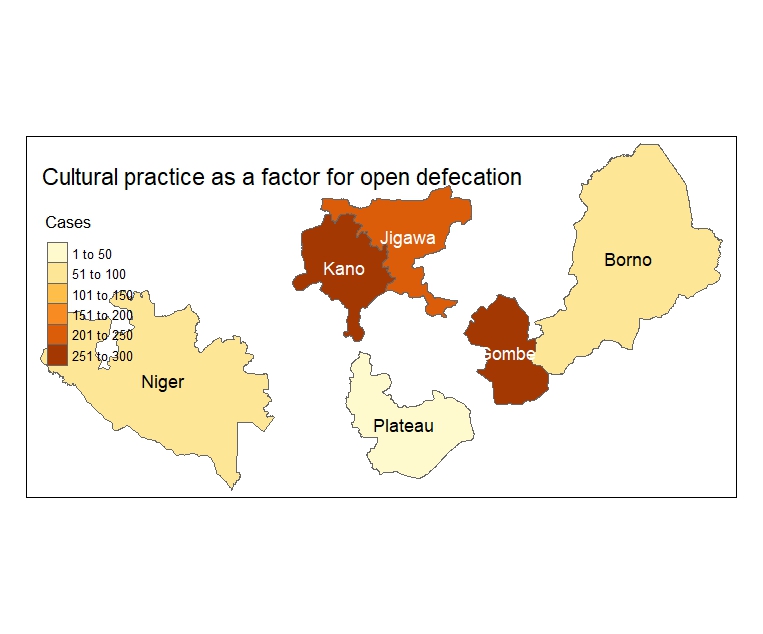 Cultural practice as a factor for open defecation
Cases
1 to 50
51 to 100
101 to 150
151 to 200
201 to 250
251 to 300
Jigawa
Kano
Borno
Gombe
Niger
Plateau